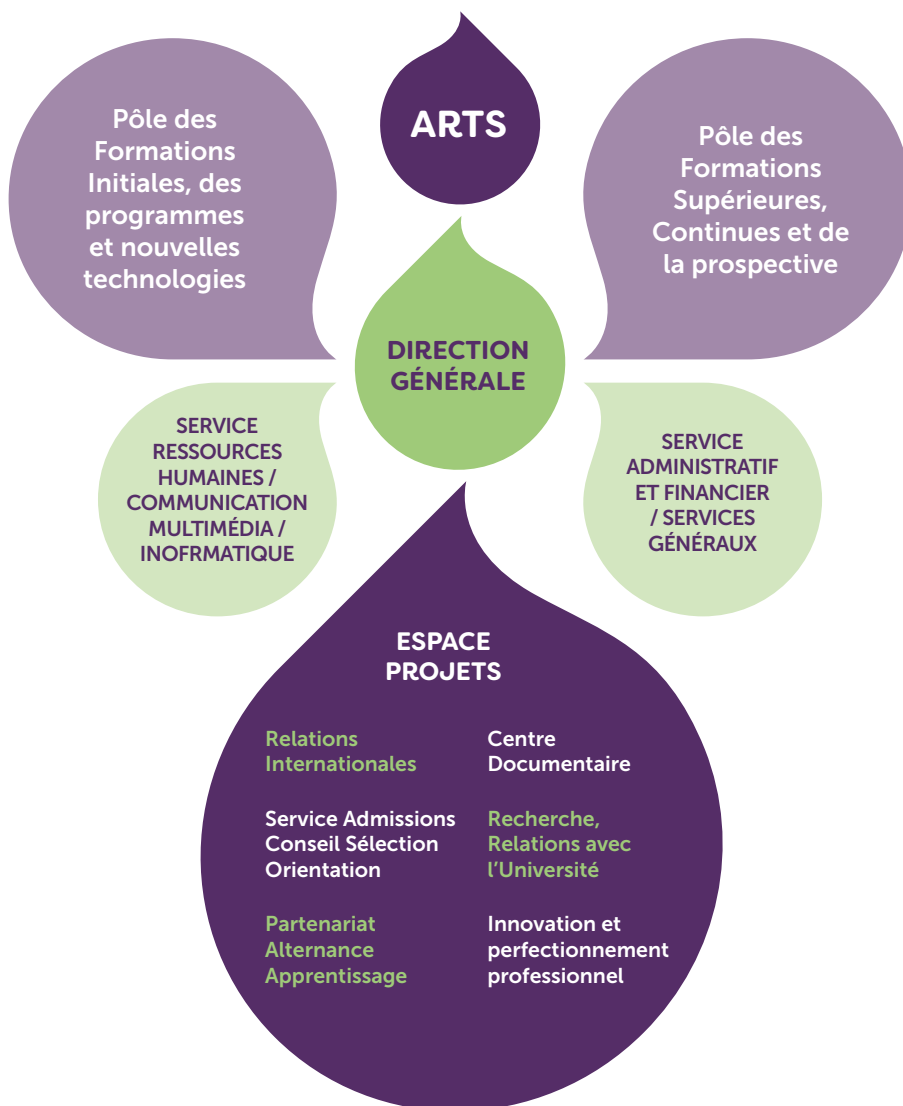 ARTS
Pôle des
Formations
Initiales, des
programmes
et nouvelles
technologies
Pôle des
Formations
Supérieures,
Continues et de
la prospective
DIRECTION
GÉNÉRALE
SERVICE
RESSOURCES
HUMAINES /
COMMUNICATION
MULTIMÉDIA /
INOFRMATIQUE
SERVICE
ADMINISTRATIF
ET FINANCIER
/ SERVICES
GÉNÉRAUX
ESPACE
PROJETS
Relations
Internationales
Centre
Documentaire
Service Admissions
Conseil Sélection
Orientation
Recherche,
Relations avec
l’Université
Partenariat
Alternance
Apprentissage
Innovation et
perfectionnement
professionnel